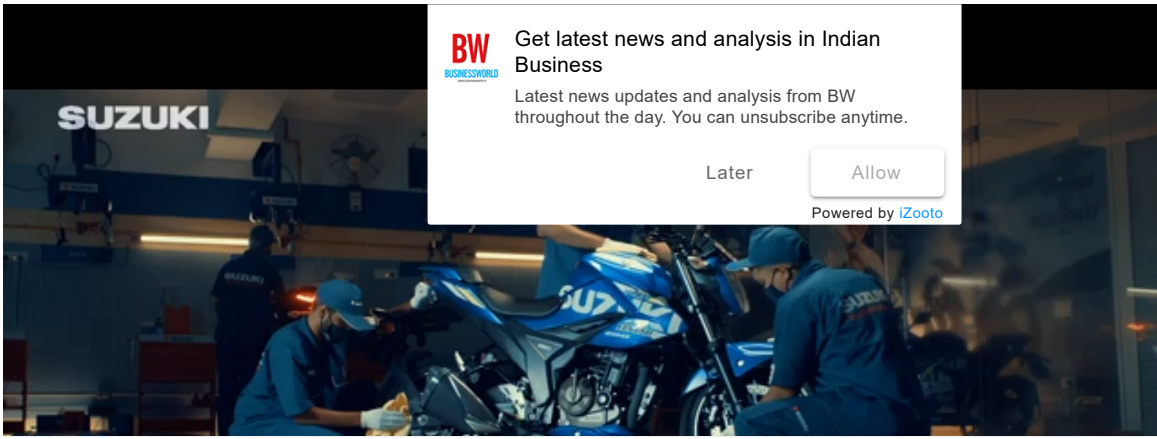 Get latest news and analysis in Indian
Business
BW
BUSINESSWORLD
Latest news updates and analysis from BW
throughout the day. You can unsubscribe anytime.
Later
Allow
Powered by iZooto
SUZUKI
SUZUKI
SUZUKI
SUZUKI